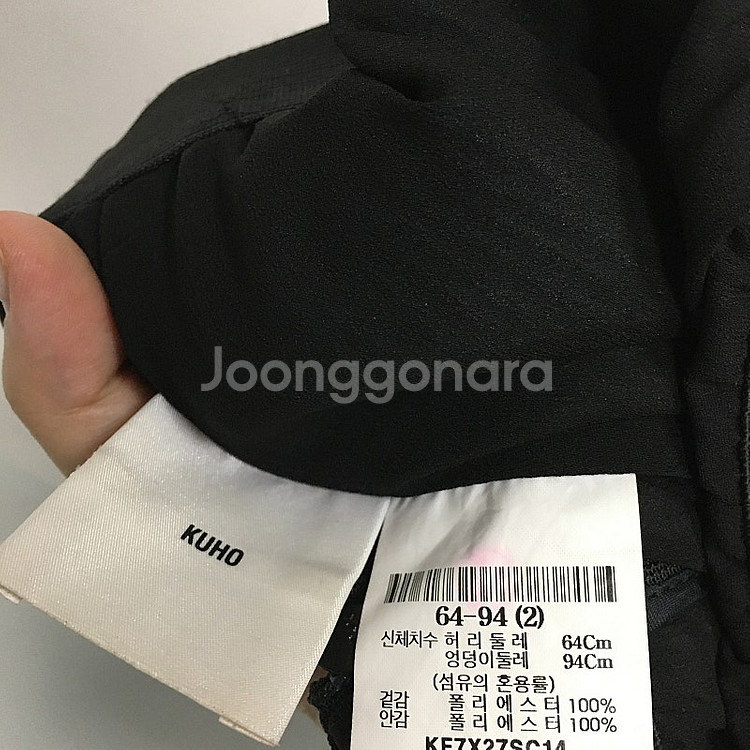 Joonggonara
KUHO
64-94 (2)
신체치수 허 리 둘 레 64Cm
엉덩이둘레 94Cm
(섬유의 혼용률)
겉감 폴 리 에 스 터 100%
안감 폴 리 에 스 터 100%
KF7X27SC14